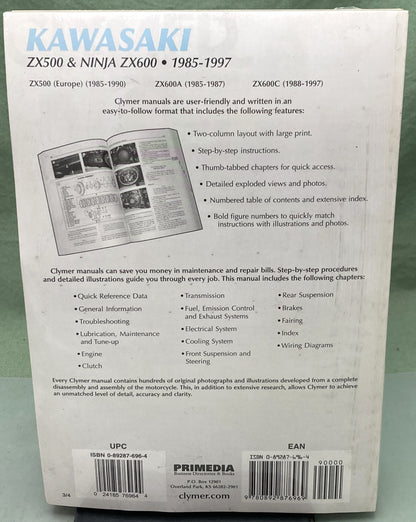 KAWASAKI
ZX500 & NINJA ZX600 • 1985-1997
ZX500 (Europe) (1985-1990) ZX600A (1985-1987) ZX600C (1988-1997)
Clymer manuals are user-friendly and written in an
easy-to-follow format that includes the following features:
• Two-column layout with large print.
• Step-by-step instructions.
• Thumb-tabbed chapters for quick access.
• Detailed exploded views and photos.
• Numbered table of contents and extensive index.
• Bold figure numbers to quickly match
instructions with illustrations and photos.
Clymer manuals can save you money in maintenance and repair bills. Step-by-step procedures
and detailed illustrations guide you through every job. This manual includes the following chapters:
• Quick Reference Data
• General Information
• Troubleshooting
• Lubrication, Maintenance
and Tune-up
• Engine
• Clutch
• Transmission
• Fuel, Emission Control
and Exhaust Systems
• Electrical System
• Cooling System
• Front Suspension and
Steering
• Rear Suspension
• Brakes
• Fairing
• Index
• Wiring Diagrams
Every Clymer manual contains hundreds of original photographs and illustrations developed from a complete
disassembly and assembly of the motorcycle. This, in addition to extensive research, allows Clymer to achieve
an unmatched level of detail, accuracy and clarity.
UPC
ISBN 0-89287-696-4
0 24185 76964 4
3/4
PRIMEDIA
Business Directories & Books
P.O. Box 12901
Overland Park, KS 66282-2901
clymer.com
EAN
ISBN 0-89287-696-4
90000
9 780892 876969